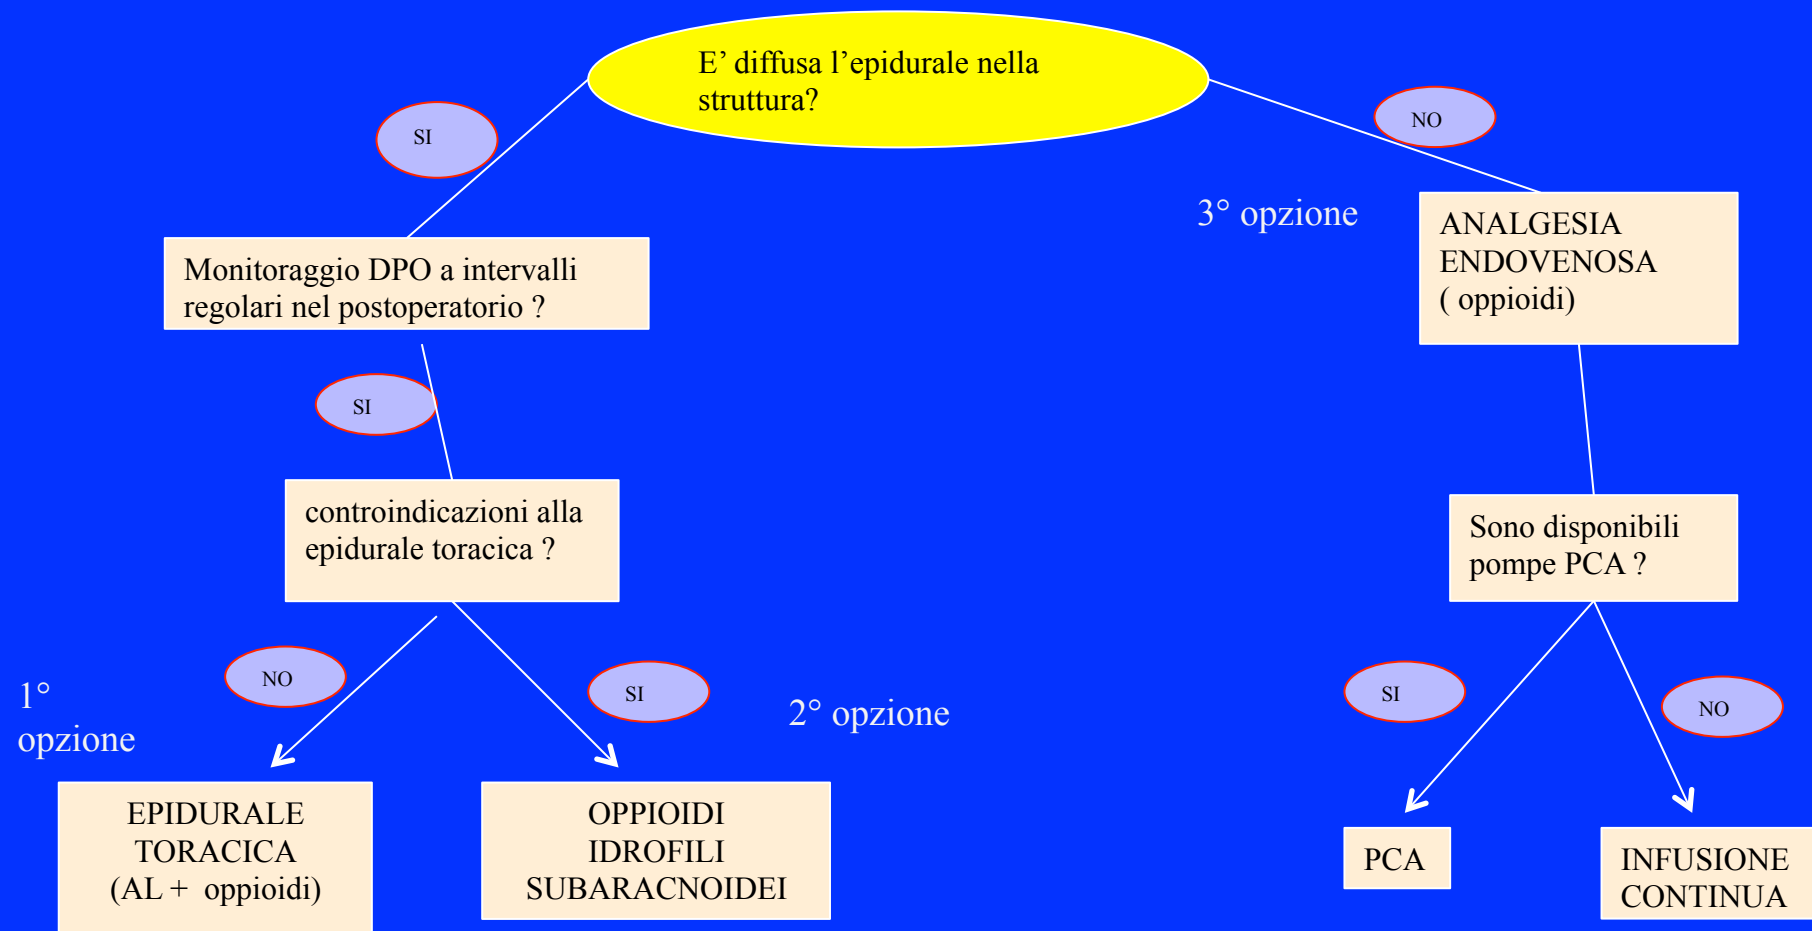 E’ diffusa l’epidurale nella
struttura?
SI
NO
3° opzione
Monitoraggio DPO a intervalli
regolari nel postoperatorio ?
ANALGESIA
ENDOVENOSA
( oppioidi)
SI
controindicazioni alla
epidurale toracica ?
Sono disponibili
pompe PCA ?
1°
opzione
NO
SI
2° opzione
SI
NO
EPIDURALE
TORACICA
(AL + oppioidi)
OPPIOIDI
IDROFILI
SUBARACNOIDEI
PCA
INFUSIONE
CONTINUA